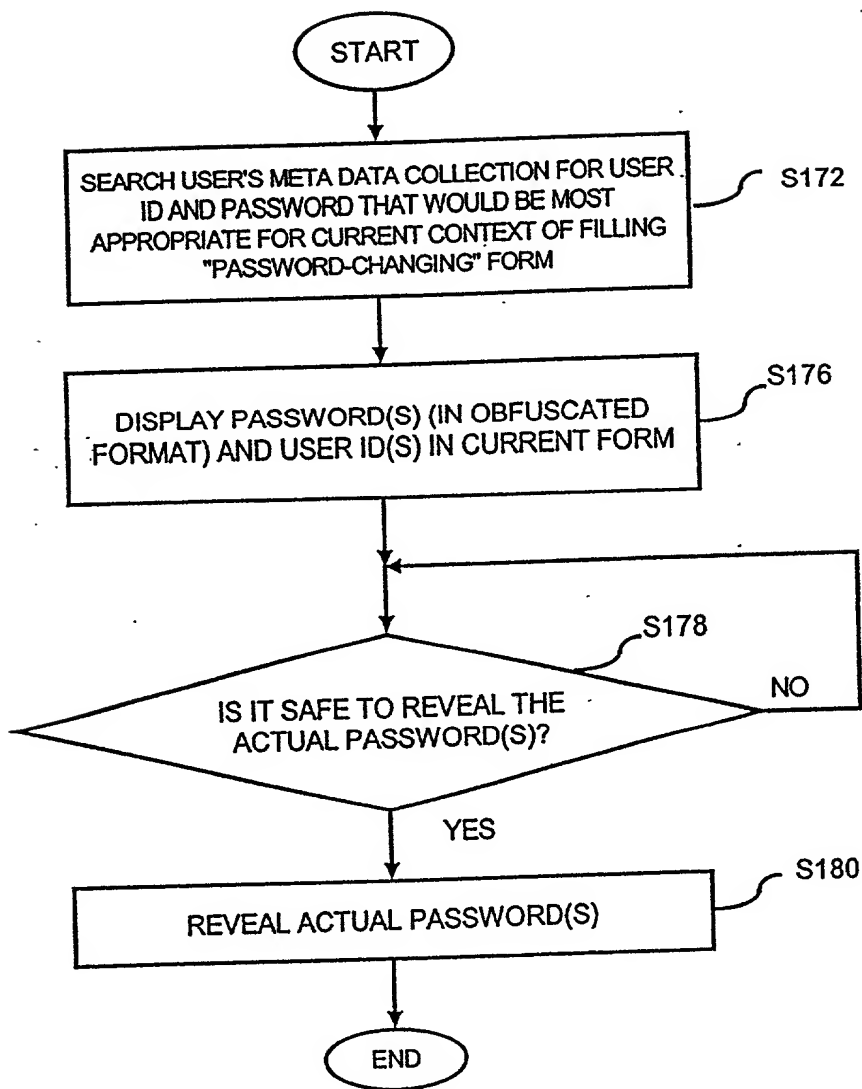 START
SEARCH USER'S META DATA COLLECTION FOR USER
ID AND PASSWORD THAT WOULD BE MOST
APPROPRIATE FOR CURRENT CONTEXT OF FILLING
"PASSWORD-CHANGING" FORM
S172
DISPLAY PASSWORD(S) (IN OBFUSCATED
FORMAT) AND USER ID(S) IN CURRENT FORM
S176
S178
IS IT SAFE TO REVEAL THE
ACTUAL PASSWORD(S)?
NO
YES
REVEAL ACTUAL PASSWORD(S)
S180
END